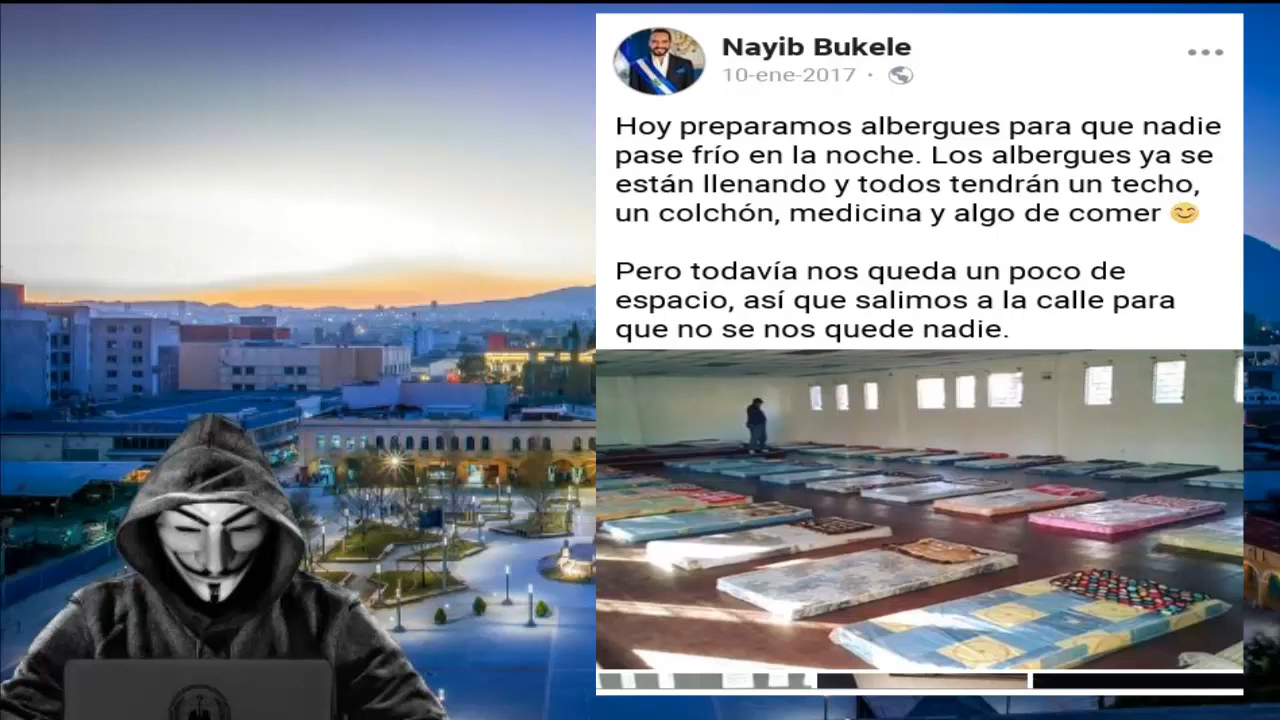 Nayib Bukele
10-ene-2017 ·
Hoy preparamos albergues para que nadie
pase frío en la noche. Los albergues ya se
están llenando y todos tendrán un techo,
un colchón, medicina y algo de comer 😊
Pero todavía nos queda un poco de
espacio, así que salimos a la calle para
que no se nos quede nadie.